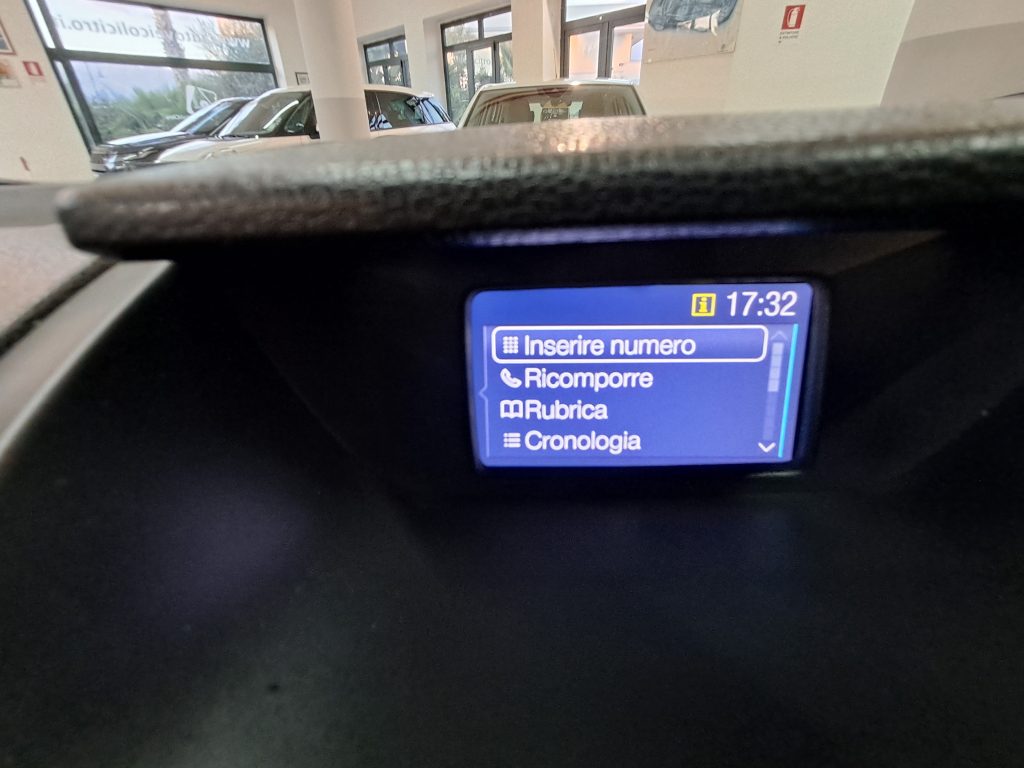 17:32
Inserire numero
Ricomporre
Rubrica
Cronologia